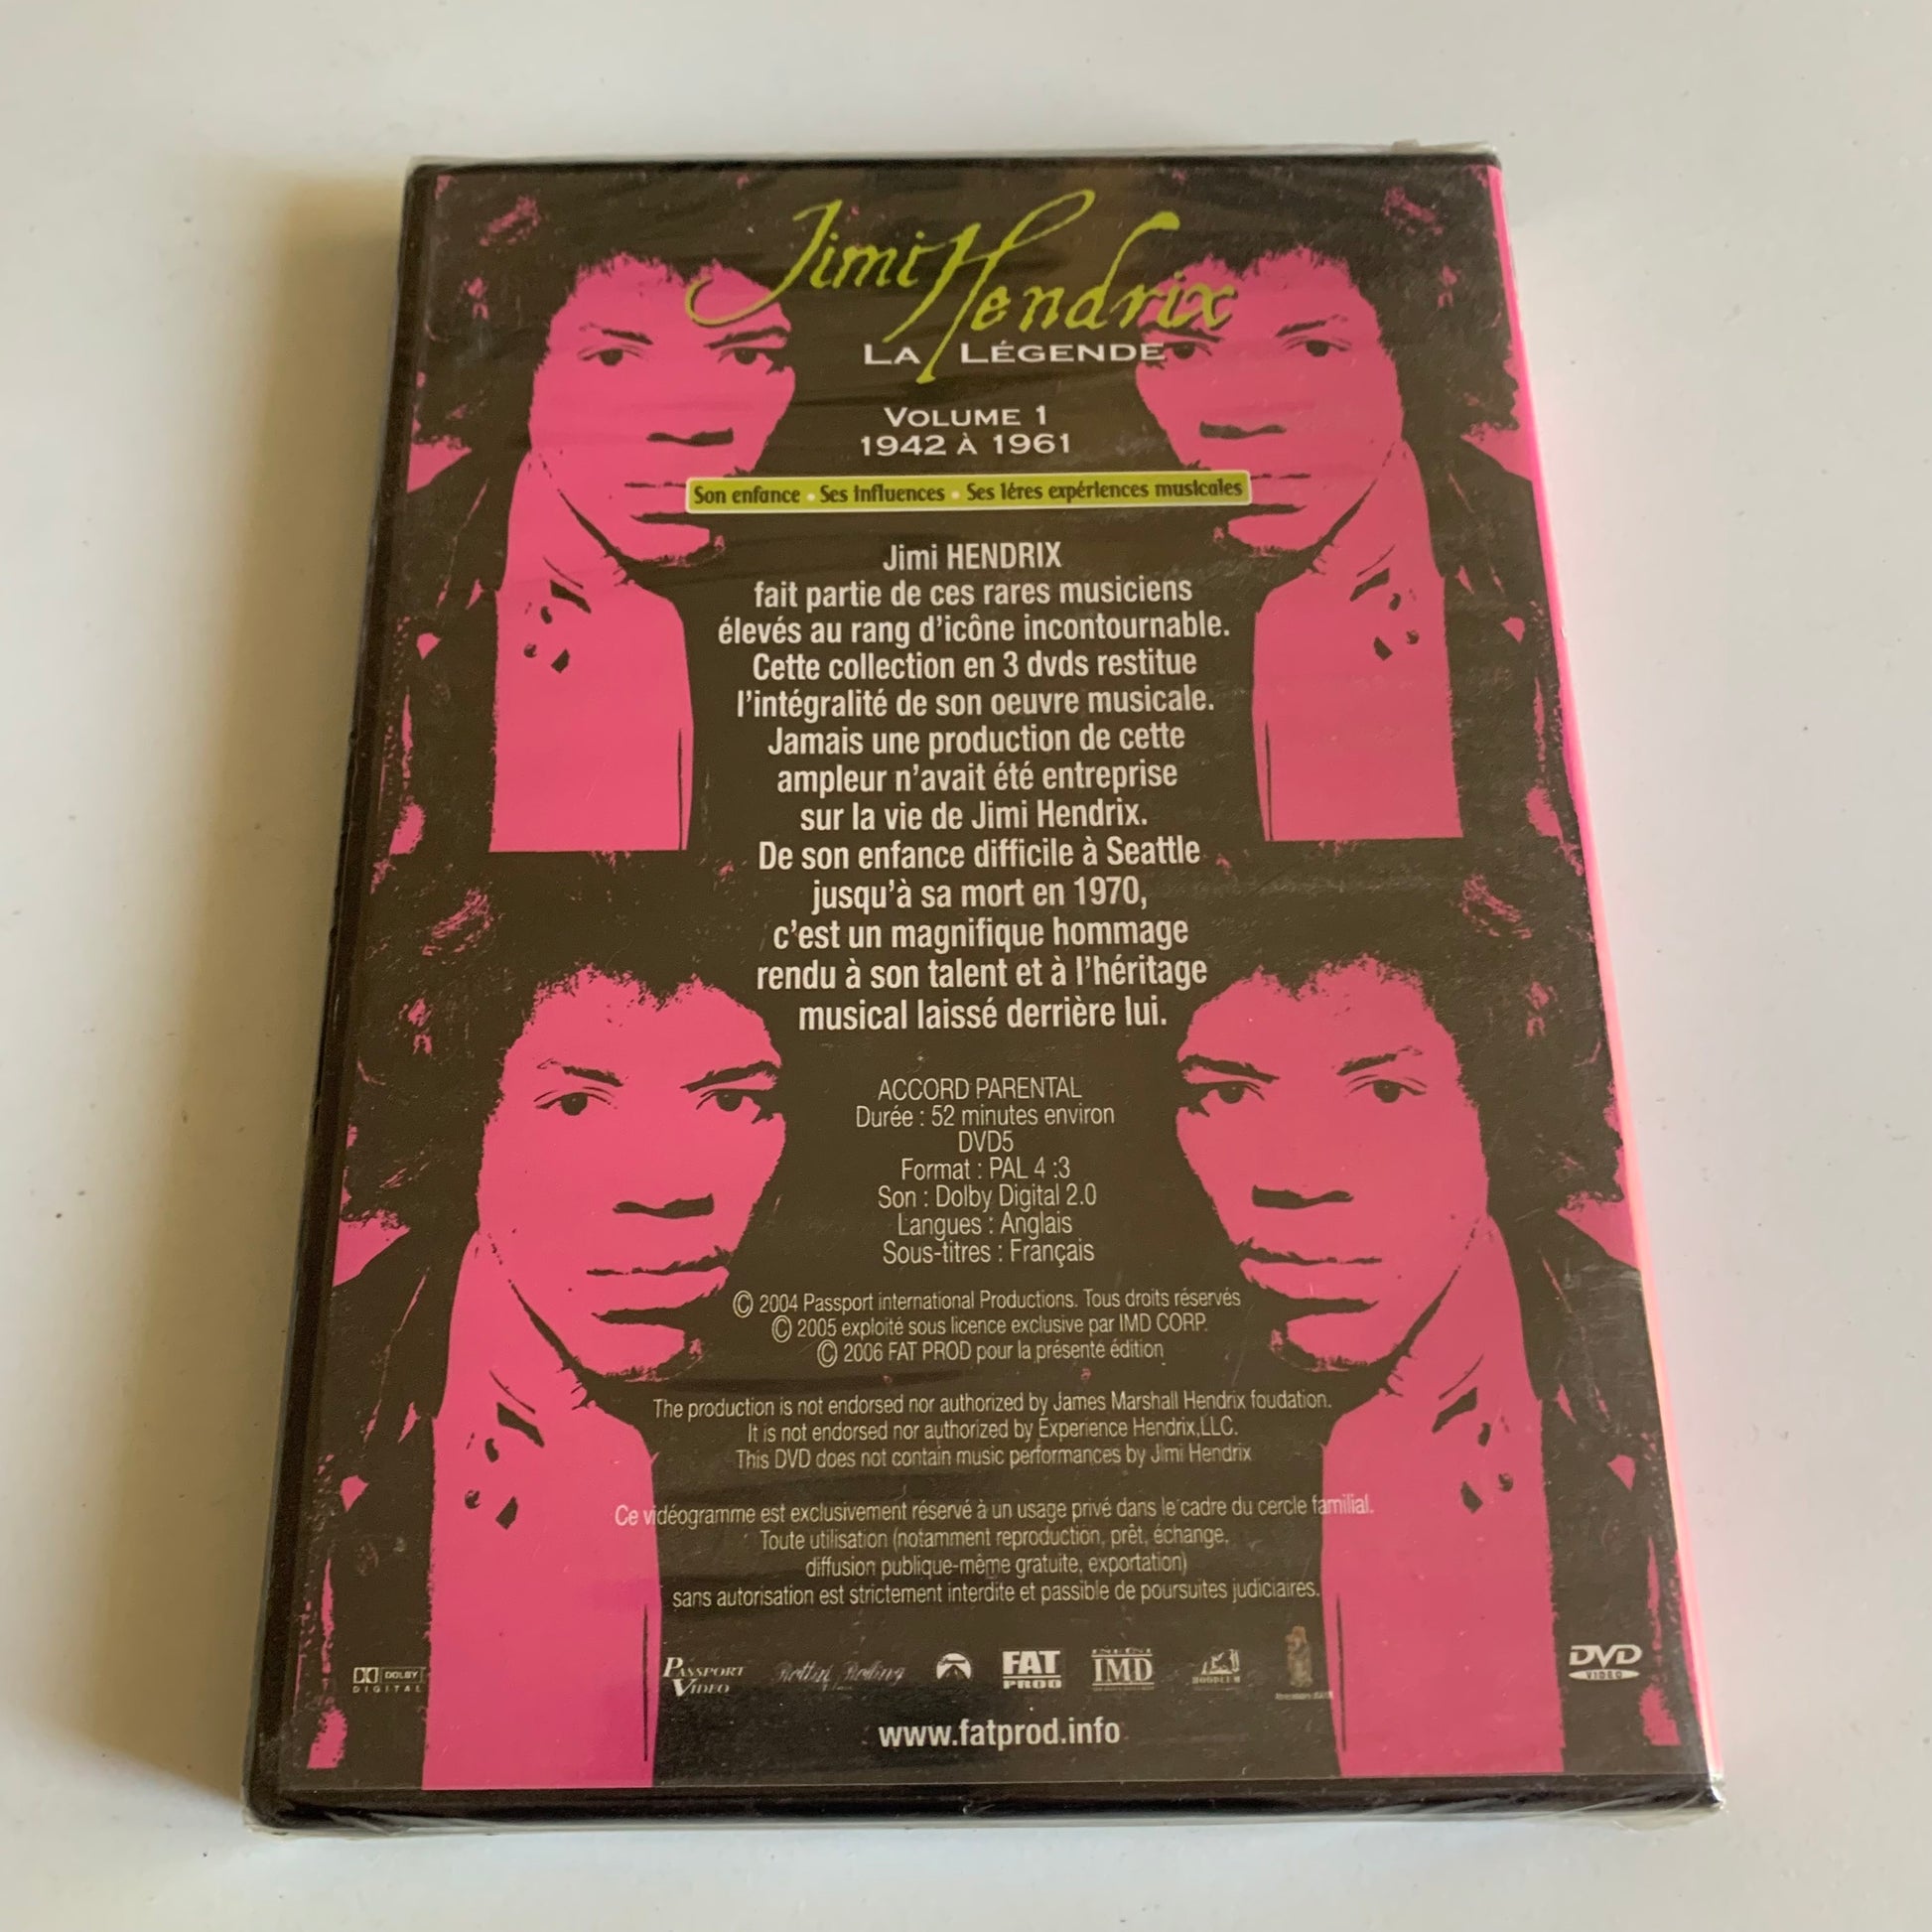 Jimi Hendrix
LA LÉGENDE
VOLUME 1
1942 À 1961
Son enfance • Ses influences • Ses 1éres expériences musicales
Jimi HENDRIX
fait partie de ces rares musiciens
élevés au rang d'icône incontournable.
Cette collection en 3 dvds restitue
l'intégralité de son oeuvre musicale.
Jamais une production de cette
ampleur n'avait été entreprise
sur la vie de Jimi Hendrix.
De son enfance difficile à Seattle
jusqu'à sa mort en 1970,
c'est un magnifique hommage
rendu à son talent et à l'héritage
musical laissé derrière lui.
ACCORD PARENTAL
Durée : 52 minutes environ
DVD5
Format : PAL 4 :3
Son : Dolby Digital 2.0
Langues : Anglais
Sous-titres : Français
© 2004 Passport international Productions. Tous droits réservés
© 2005 exploité sous licence exclusive par IMD CORP.
© 2006 FAT PROD pour la présente édition
The production is not endorsed nor authorized by James Marshall Hendrix foudation.
It is not endorsed nor authorized by Experience Hendrix,LLC.
This DVD does not contain music performances by Jimi Hendrix
Ce vidéogramme est exclusivement réservé à un usage privé dans le cadre du cercle familial.
Toute utilisation (notamment reproduction, prêt, échange,
diffusion publique-même gratuite, exportation)
sans autorisation est strictement interdite et passible de poursuites judiciaires.
DOLBY
DIGITAL
PASSPORT
VIDEO
FAT
PROD
IMD
HOODLUM
DVD
VIDEO
www.fatprod.info